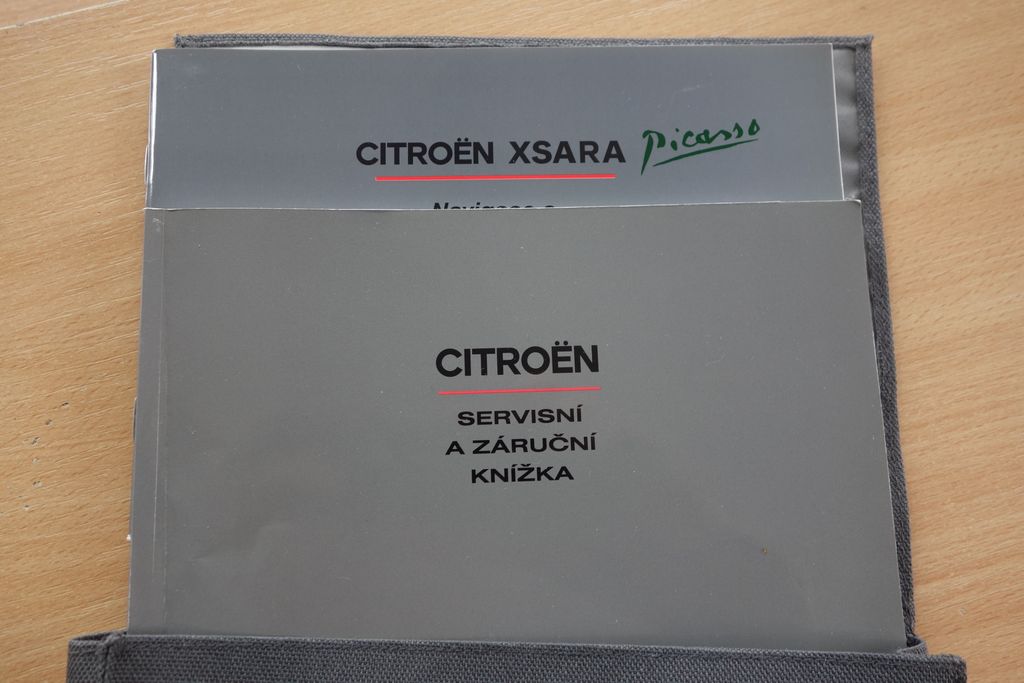 CITROËN XSARA Picasso
CITROËN
SERVISNÍ
A ZÁRUČNÍ
KNÍŽKA